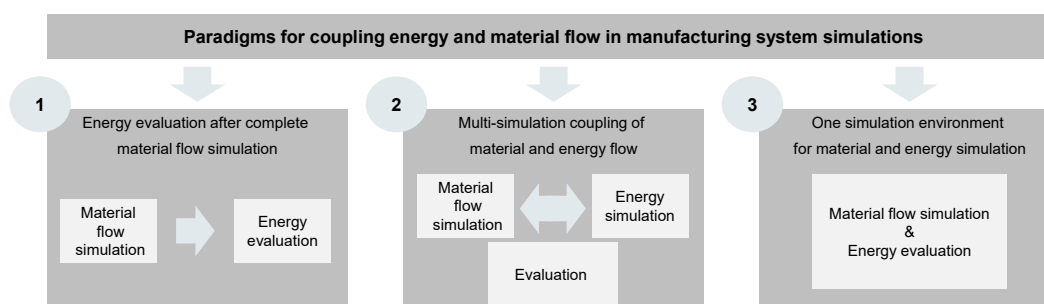 Paradigms for coupling energy and material flow in manufacturing system simulations
1
Energy evaluation after complete
material flow simulation
Material
flow
simulation
Energy
evaluation
2
Multi-simulation coupling of
material and energy flow
Material
flow
simulation
Energy
simulation
Evaluation
3
One simulation environment
for material and energy simulation
Material flow simulation
&
Energy evaluation